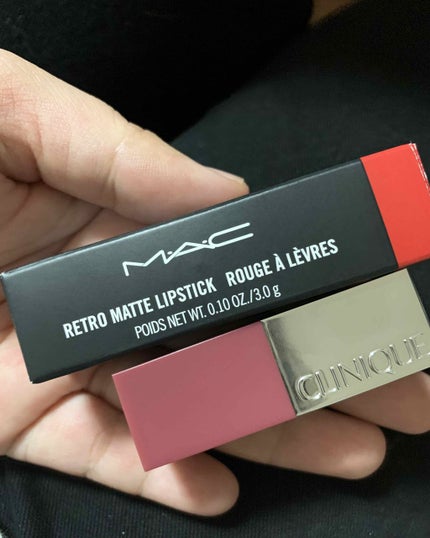 MAC
RETRO MATTE LIPSTICK ROUGE À LÈVRES
POIDS NET WT. 0.10 OZ./3.0 g
CLINIQUE